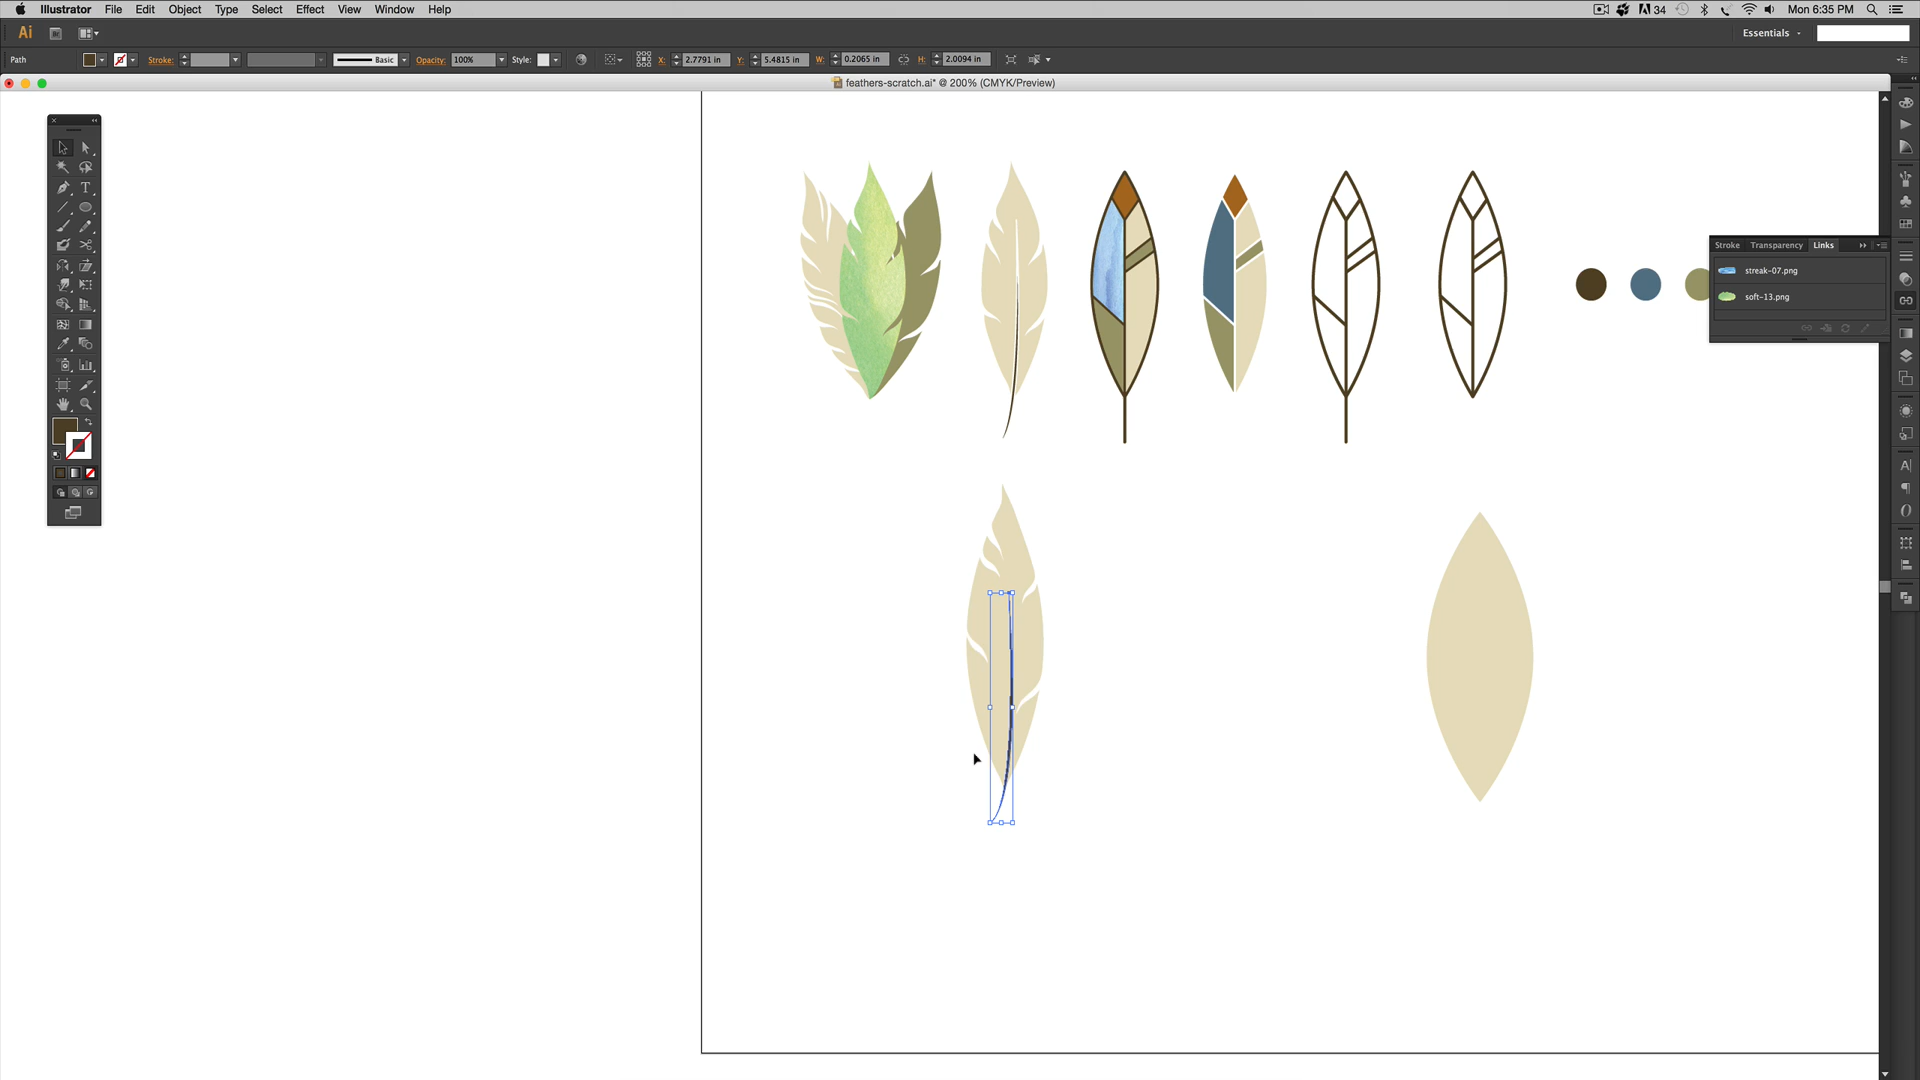 Illustrator File Edit Object Type Select Effect View Window Help 34 Mon 6:35 PM
Ai Br Essentials
Path Stroke: Basic Opacity: 100% Style: X: 2.7791 in Y: 5.4815 in W: 0.2065 in H: 2.0094 in
feathers-scratch.ai* @ 200% (CMYK/Preview)
Stroke Transparency Links
streak-07.png
soft-13.png